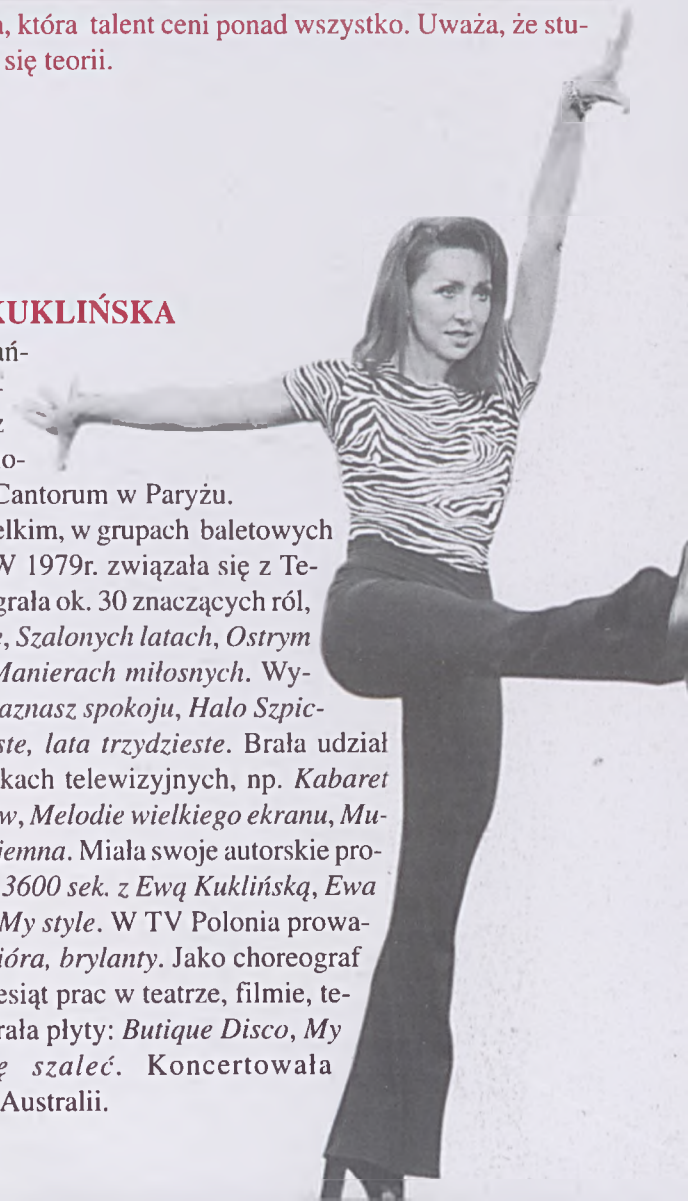 a, która talent ceni ponad wszystko. Uważa, że stu-
się teorii.
KUKLIŃSKA
ań-
-
z
o-
Cantorum w Paryżu.
elkim, w grupach baletowych
W 1979r. związała się z Te-
grała ok. 30 znaczących ról,
e, Szalonych latach, Ostrym
Manierach miłosnych. Wy-
aznasz spokoju, Halo Szpic-
ste, lata trzydzieste. Brała udział
kach telewizyjnych, np. Kabaret
w, Melodie wielkiego ekranu, Mu-
jemna. Miała swoje autorskie pro-
3600 sek. z Ewą Kuklińską, Ewa
My style. W TV Polonia prowa-
ióra, brylanty. Jako choreograf
esiąt prac w teatrze, filmie, te-
rała płyty: Butique Disco, My
ę szaleć. Koncertowała
Australii.